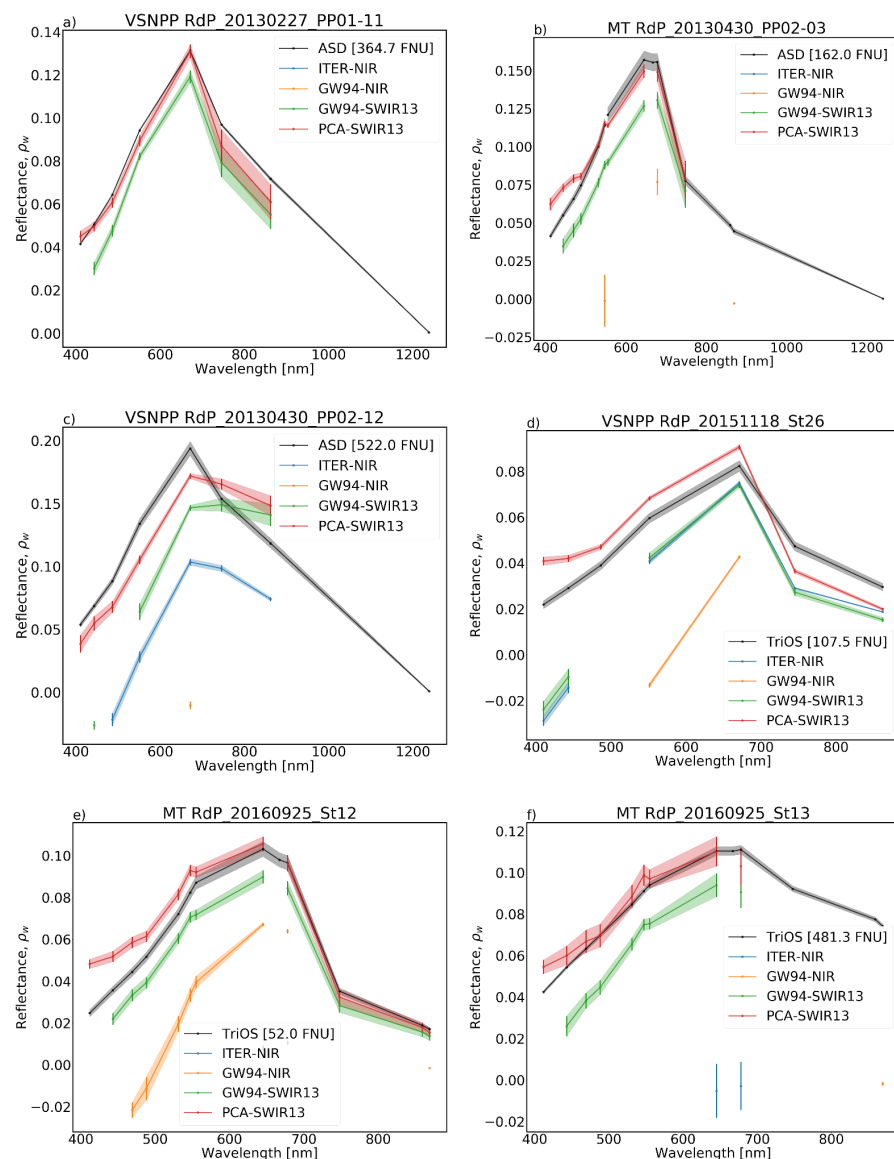 a)
VSNPP RdP_20130227_PP01-11
0.14
0.12
0.10
0.08
0.06
0.04
0.02
0.00
Reflectance, ρw
ASD [364.7 FNU]
ITER-NIR
GW94-NIR
GW94-SWIR13
PCA-SWIR13
400 600 800 1000 1200
Wavelength [nm]
b)
MT RdP_20130430_PP02-03
0.150
0.125
0.100
0.075
0.050
0.025
0.000
−0.025
Reflectance, ρw
ASD [162.0 FNU]
ITER-NIR
GW94-NIR
GW94-SWIR13
PCA-SWIR13
400 600 800 1000 1200
Wavelength [nm]
c)
VSNPP RdP_20130430_PP02-12
0.20
0.15
0.10
0.05
0.00
Reflectance, ρw
ASD [522.0 FNU]
ITER-NIR
GW94-NIR
GW94-SWIR13
PCA-SWIR13
400 600 800 1000 1200
Wavelength [nm]
d)
VSNPP RdP_20151118_St26
0.08
0.06
0.04
0.02
0.00
−0.02
Reflectance, ρw
TriOS [107.5 FNU]
ITER-NIR
GW94-NIR
GW94-SWIR13
PCA-SWIR13
400 500 600 700 800
Wavelength [nm]
e)
MT RdP_20160925_St12
0.10
0.08
0.06
0.04
0.02
0.00
−0.02
Reflectance, ρw
TriOS [52.0 FNU]
ITER-NIR
GW94-NIR
GW94-SWIR13
PCA-SWIR13
400 500 600 700 800
Wavelength [nm]
f)
MT RdP_20160925_St13
0.12
0.10
0.08
0.06
0.04
0.02
0.00
−0.02
Reflectance, ρw
TriOS [481.3 FNU]
ITER-NIR
GW94-NIR
GW94-SWIR13
PCA-SWIR13
400 500 600 700 800
Wavelength [nm]